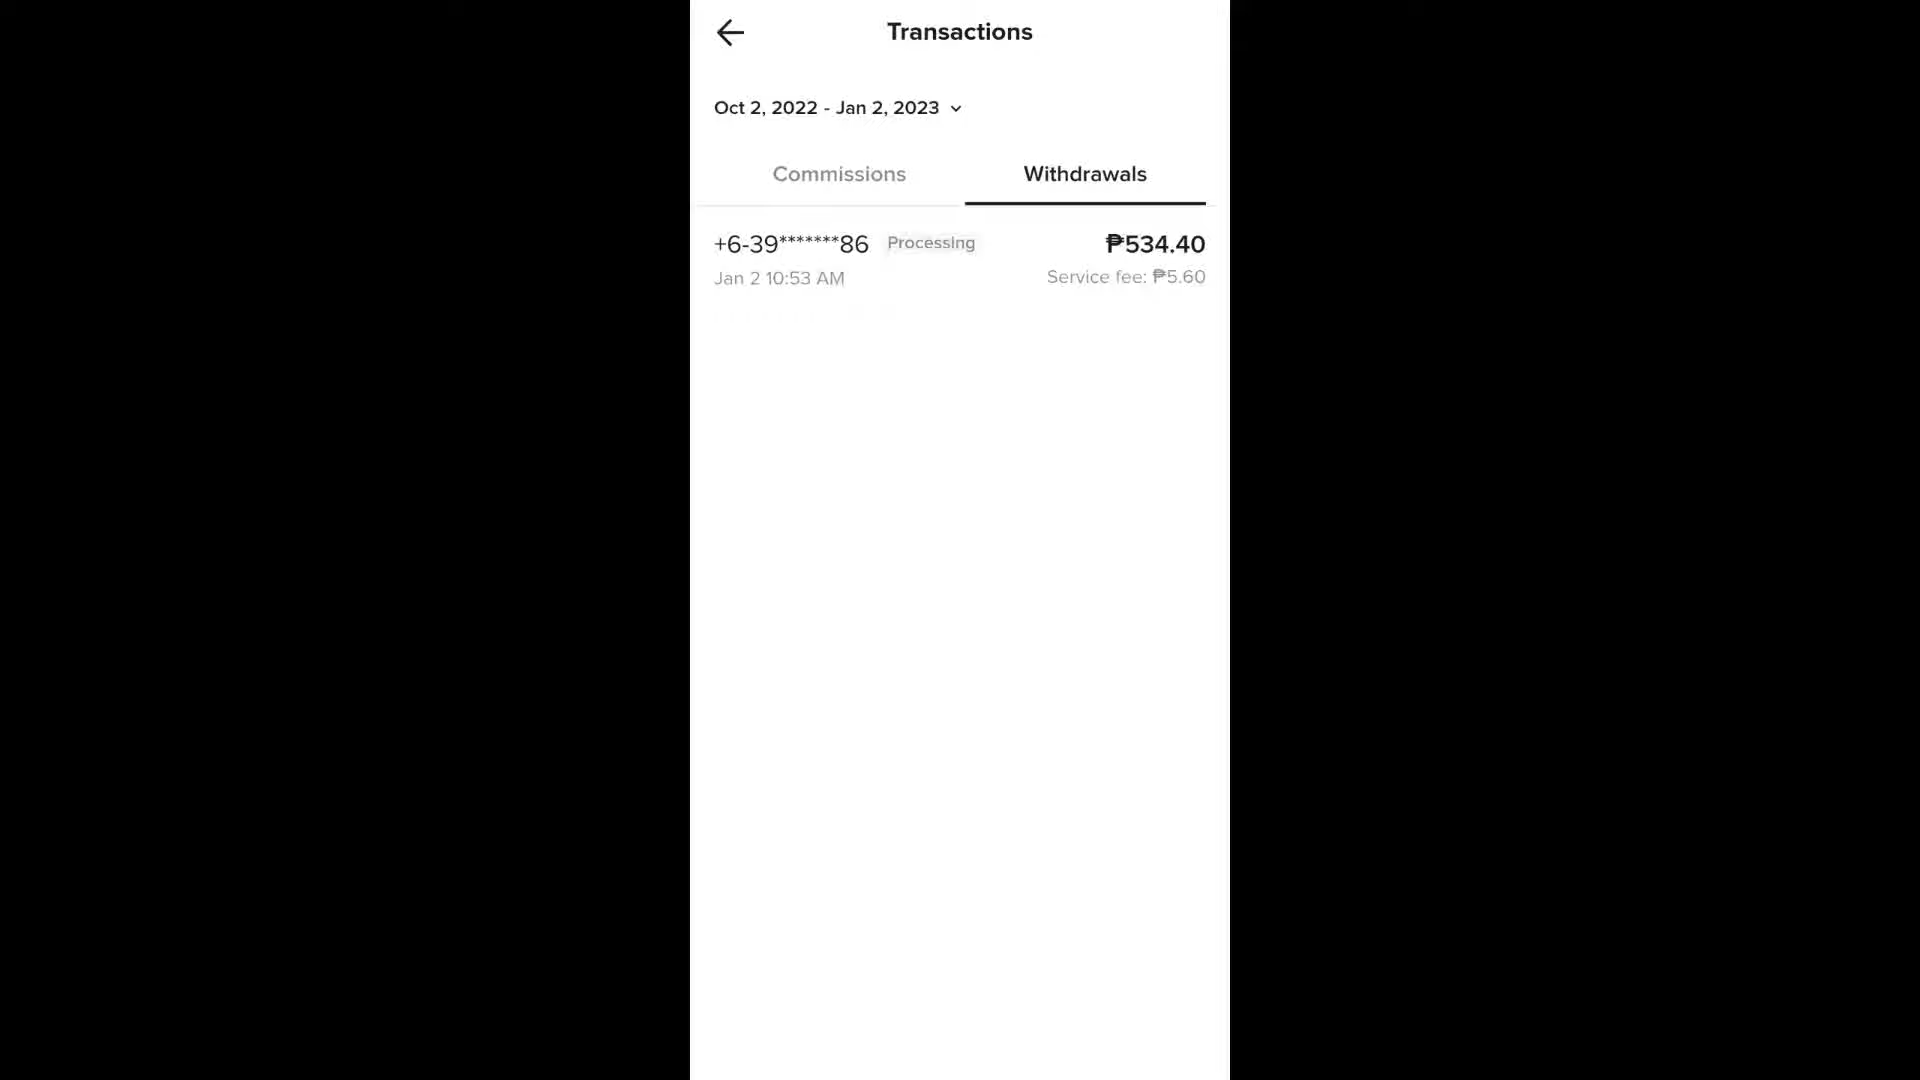 Transactions
Oct 2, 2022 - Jan 2, 2023
Commissions
Withdrawals
+6-39*******86 Processing ₱534.40
Jan 2 10:53 AM Service fee: ₱5.60